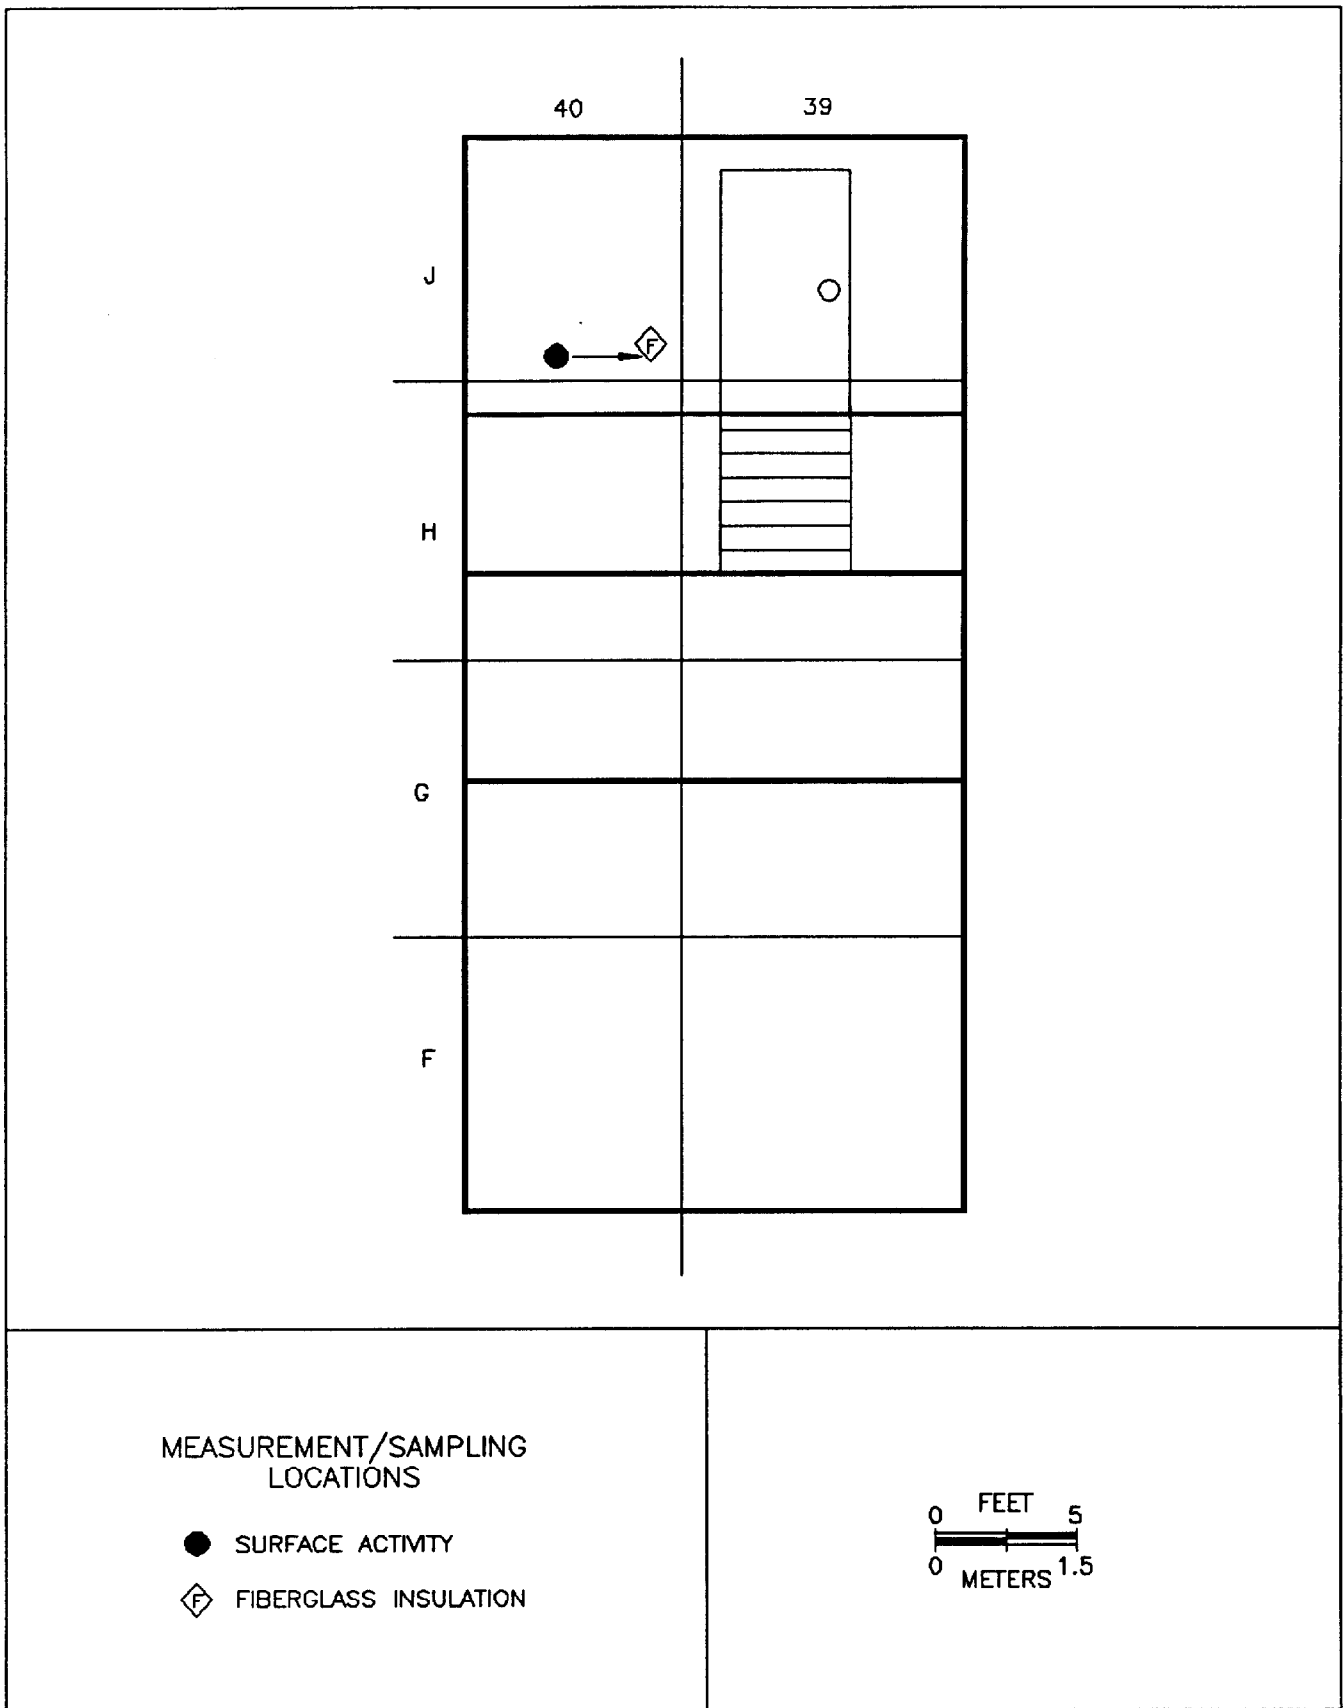 40 39
J
F
H
G
F
MEASUREMENT/SAMPLING
LOCATIONS
SURFACE ACTIVITY
F FIBERGLASS INSULATION
0 FEET 5
0 METERS 1.5